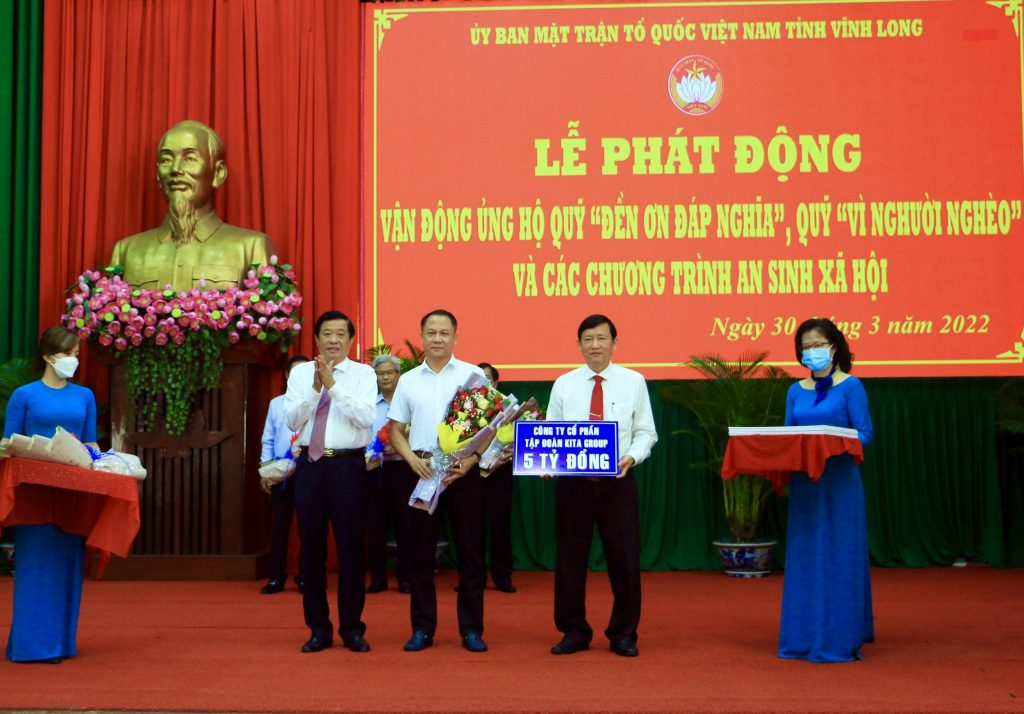 ỦY BAN MẶT TRẬN TỔ QUỐC VIỆT NAM TỈNH VĨNH LONG
VIỆT NAM
LỄ PHÁT ĐỘNG
VẬN ĐỘNG ỦNG HỘ QUỸ “ĐỀN ƠN ĐÁP NGHĨA”, QUỸ “VÌ NGƯỜI NGHÈO”
VÀ CÁC CHƯƠNG TRÌNH AN SINH XÃ HỘI
Ngày 30 tháng 3 năm 2022
CÔNG TY CỔ PHẦN
TẬP ĐOÀN KITA GROUP
5 TỶ ĐỒNG